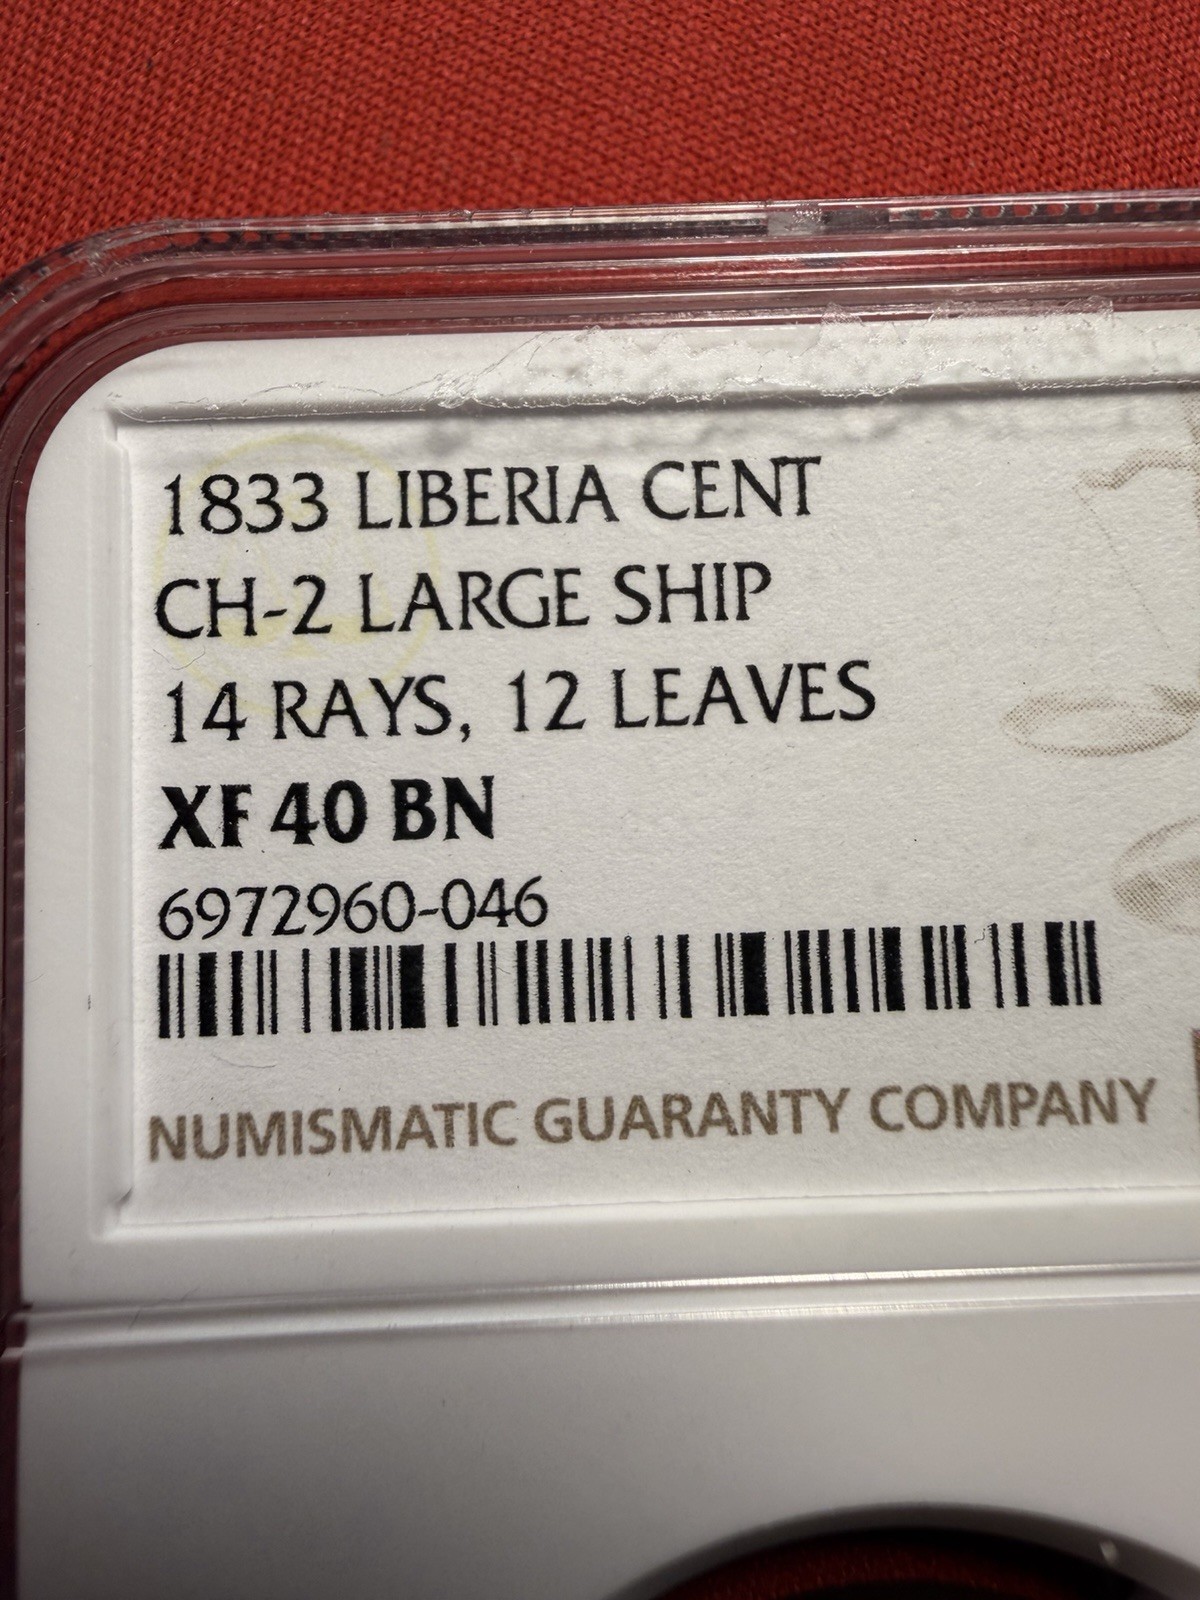 1833 LIBERIA CENT
CH-2 LARGE SHIP
14 RAYS, 12 LEAVES
XF 40 BN
6972960-046
NUMISMATIC GUARANTY COMPANY